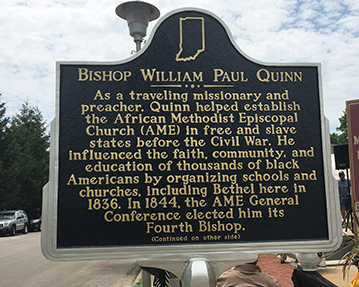 BISHOP WILLIAM PAUL QUINN
As a traveling missionary and
preacher, Quinn helped establish
the African Methodist Episcopal
Church (AME) in free and slave
states before the Civil War. He
influenced the faith, community, and
education of thousands of black
Americans by organizing schools and
churches, including Bethel here in
1836. In 1844, the AME General
Conference elected him its
Fourth Bishop.
(Continued on other side)